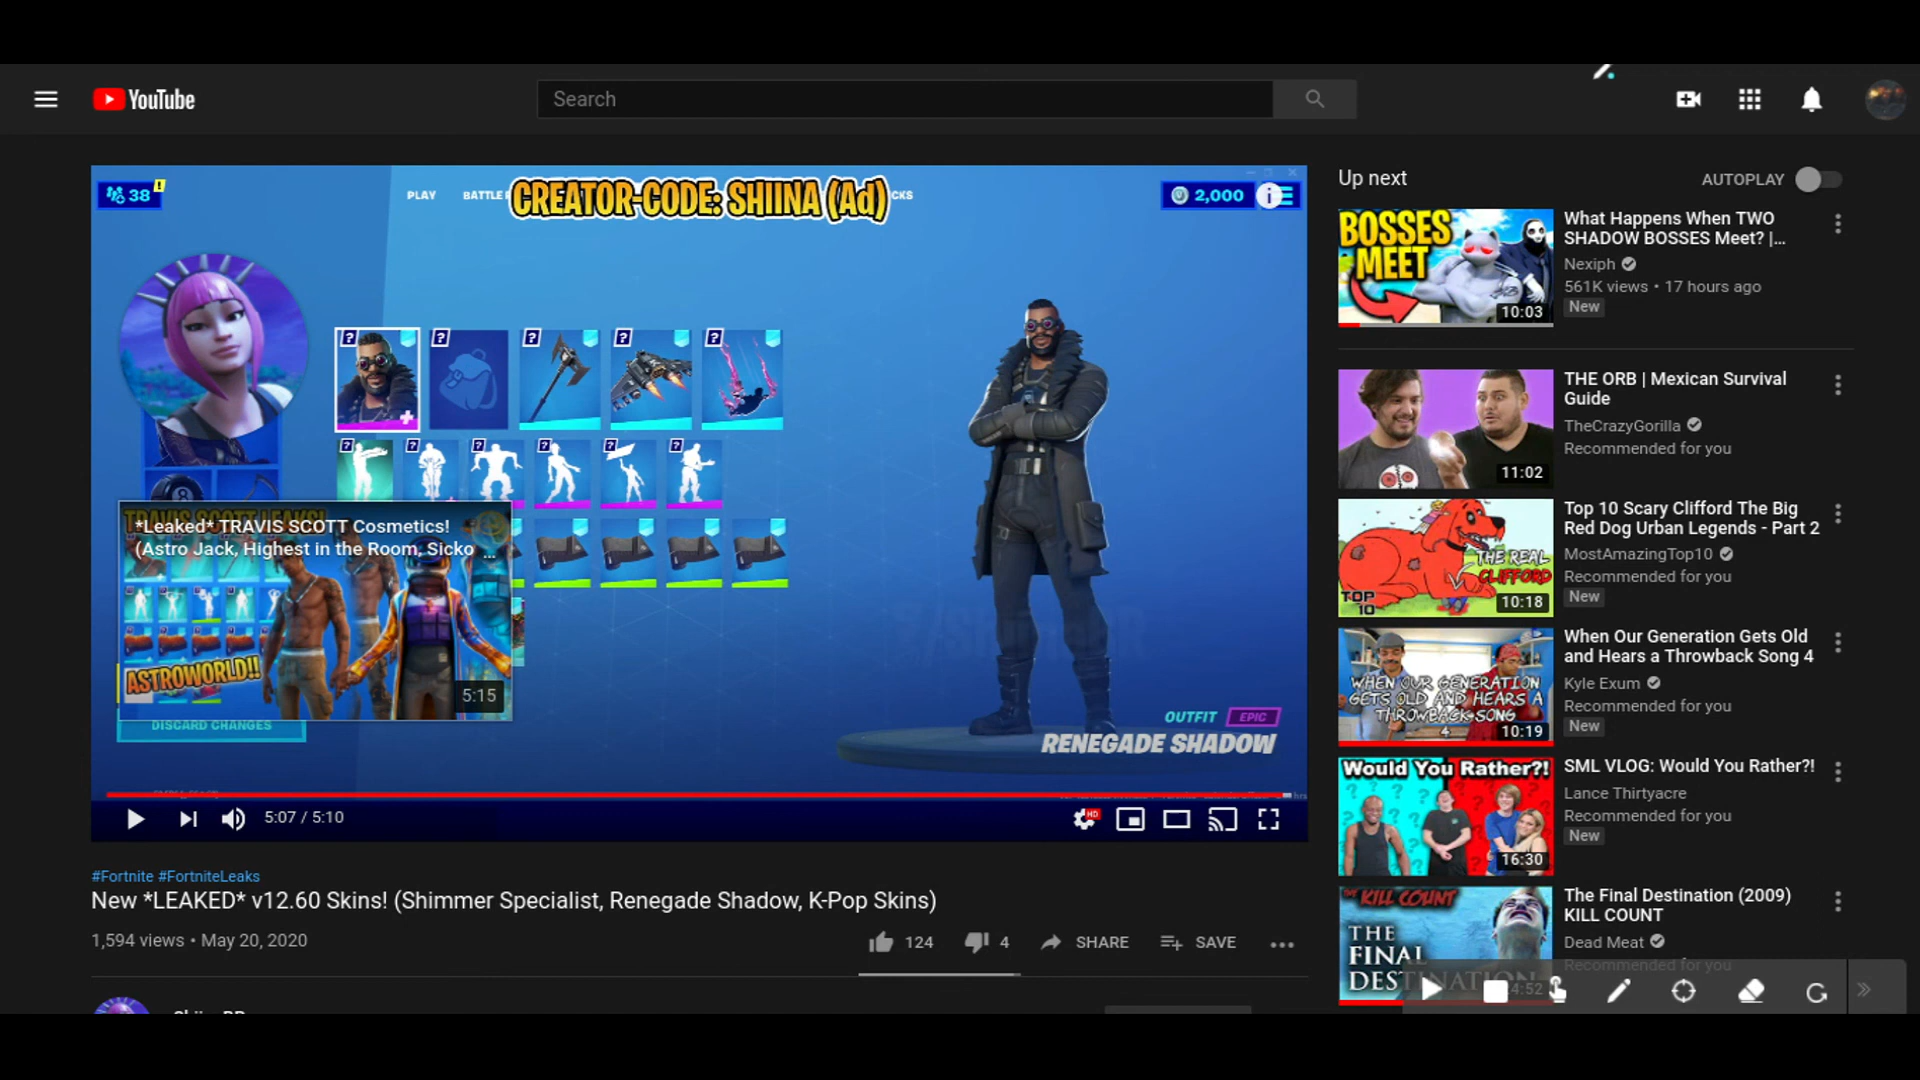 YouTube
Search
38
PLAY
BATTLE
CREATOR-CODE: SHIINA (Ad)
CKS
2,000
*Leaked* TRAVIS SCOTT Cosmetics!
(Astro Jack, Highest in the Room, Sicko ...
ASTROWORLD!!
5:15
DISCARD CHANGES
OUTFIT EPIC
RENEGADE SHADOW
5:07 / 5:10
HD
#Fortnite #FortniteLeaks
New *LEAKED* v12.60 Skins! (Shimmer Specialist, Renegade Shadow, K-Pop Skins)
1,594 views • May 20, 2020
124
4
SHARE
SAVE
Up next
AUTOPLAY
BOSSES
MEET
10:03
What Happens When TWO
SHADOW BOSSES Meet? |...
Nexiph
561K views • 17 hours ago
New
11:02
THE ORB | Mexican Survival
Guide
TheCrazyGorilla
Recommended for you
THE REAL
CLIFFORD
TOP
10
10:18
Top 10 Scary Clifford The Big
Red Dog Urban Legends - Part 2
MostAmazingTop10
Recommended for you
New
WHEN OUR GENERATION
GETS OLD AND HEARS A
THROWBACK SONG
4
10:19
When Our Generation Gets Old
and Hears a Throwback Song 4
Kyle Exum
Recommended for you
New
Would You Rather?!
16:30
SML VLOG: Would You Rather?!
Lance Thirtyacre
Recommended for you
New
THE KILL COUNT
THE
FINAL
DESTINATION
4:52
The Final Destination (2009)
KILL COUNT
Dead Meat
Recommended for you